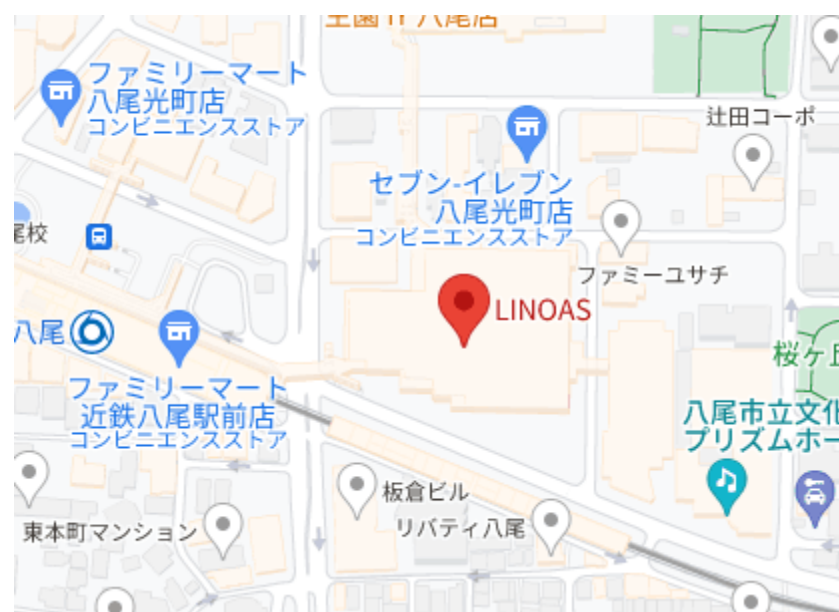 ファミリーマート
八尾光町店
コンビニエンスストア
辻田コーポ
セブン-イレブン
八尾光町店
コンビニエンスストア
尾校
ファミーユサチ
LINOAS
八尾
桜ヶ丘
ファミリーマート
近鉄八尾駅前店
コンビニエンスストア
八尾市立文化
プリズムホー
板倉ビル
リバティ八尾
東本町マンション